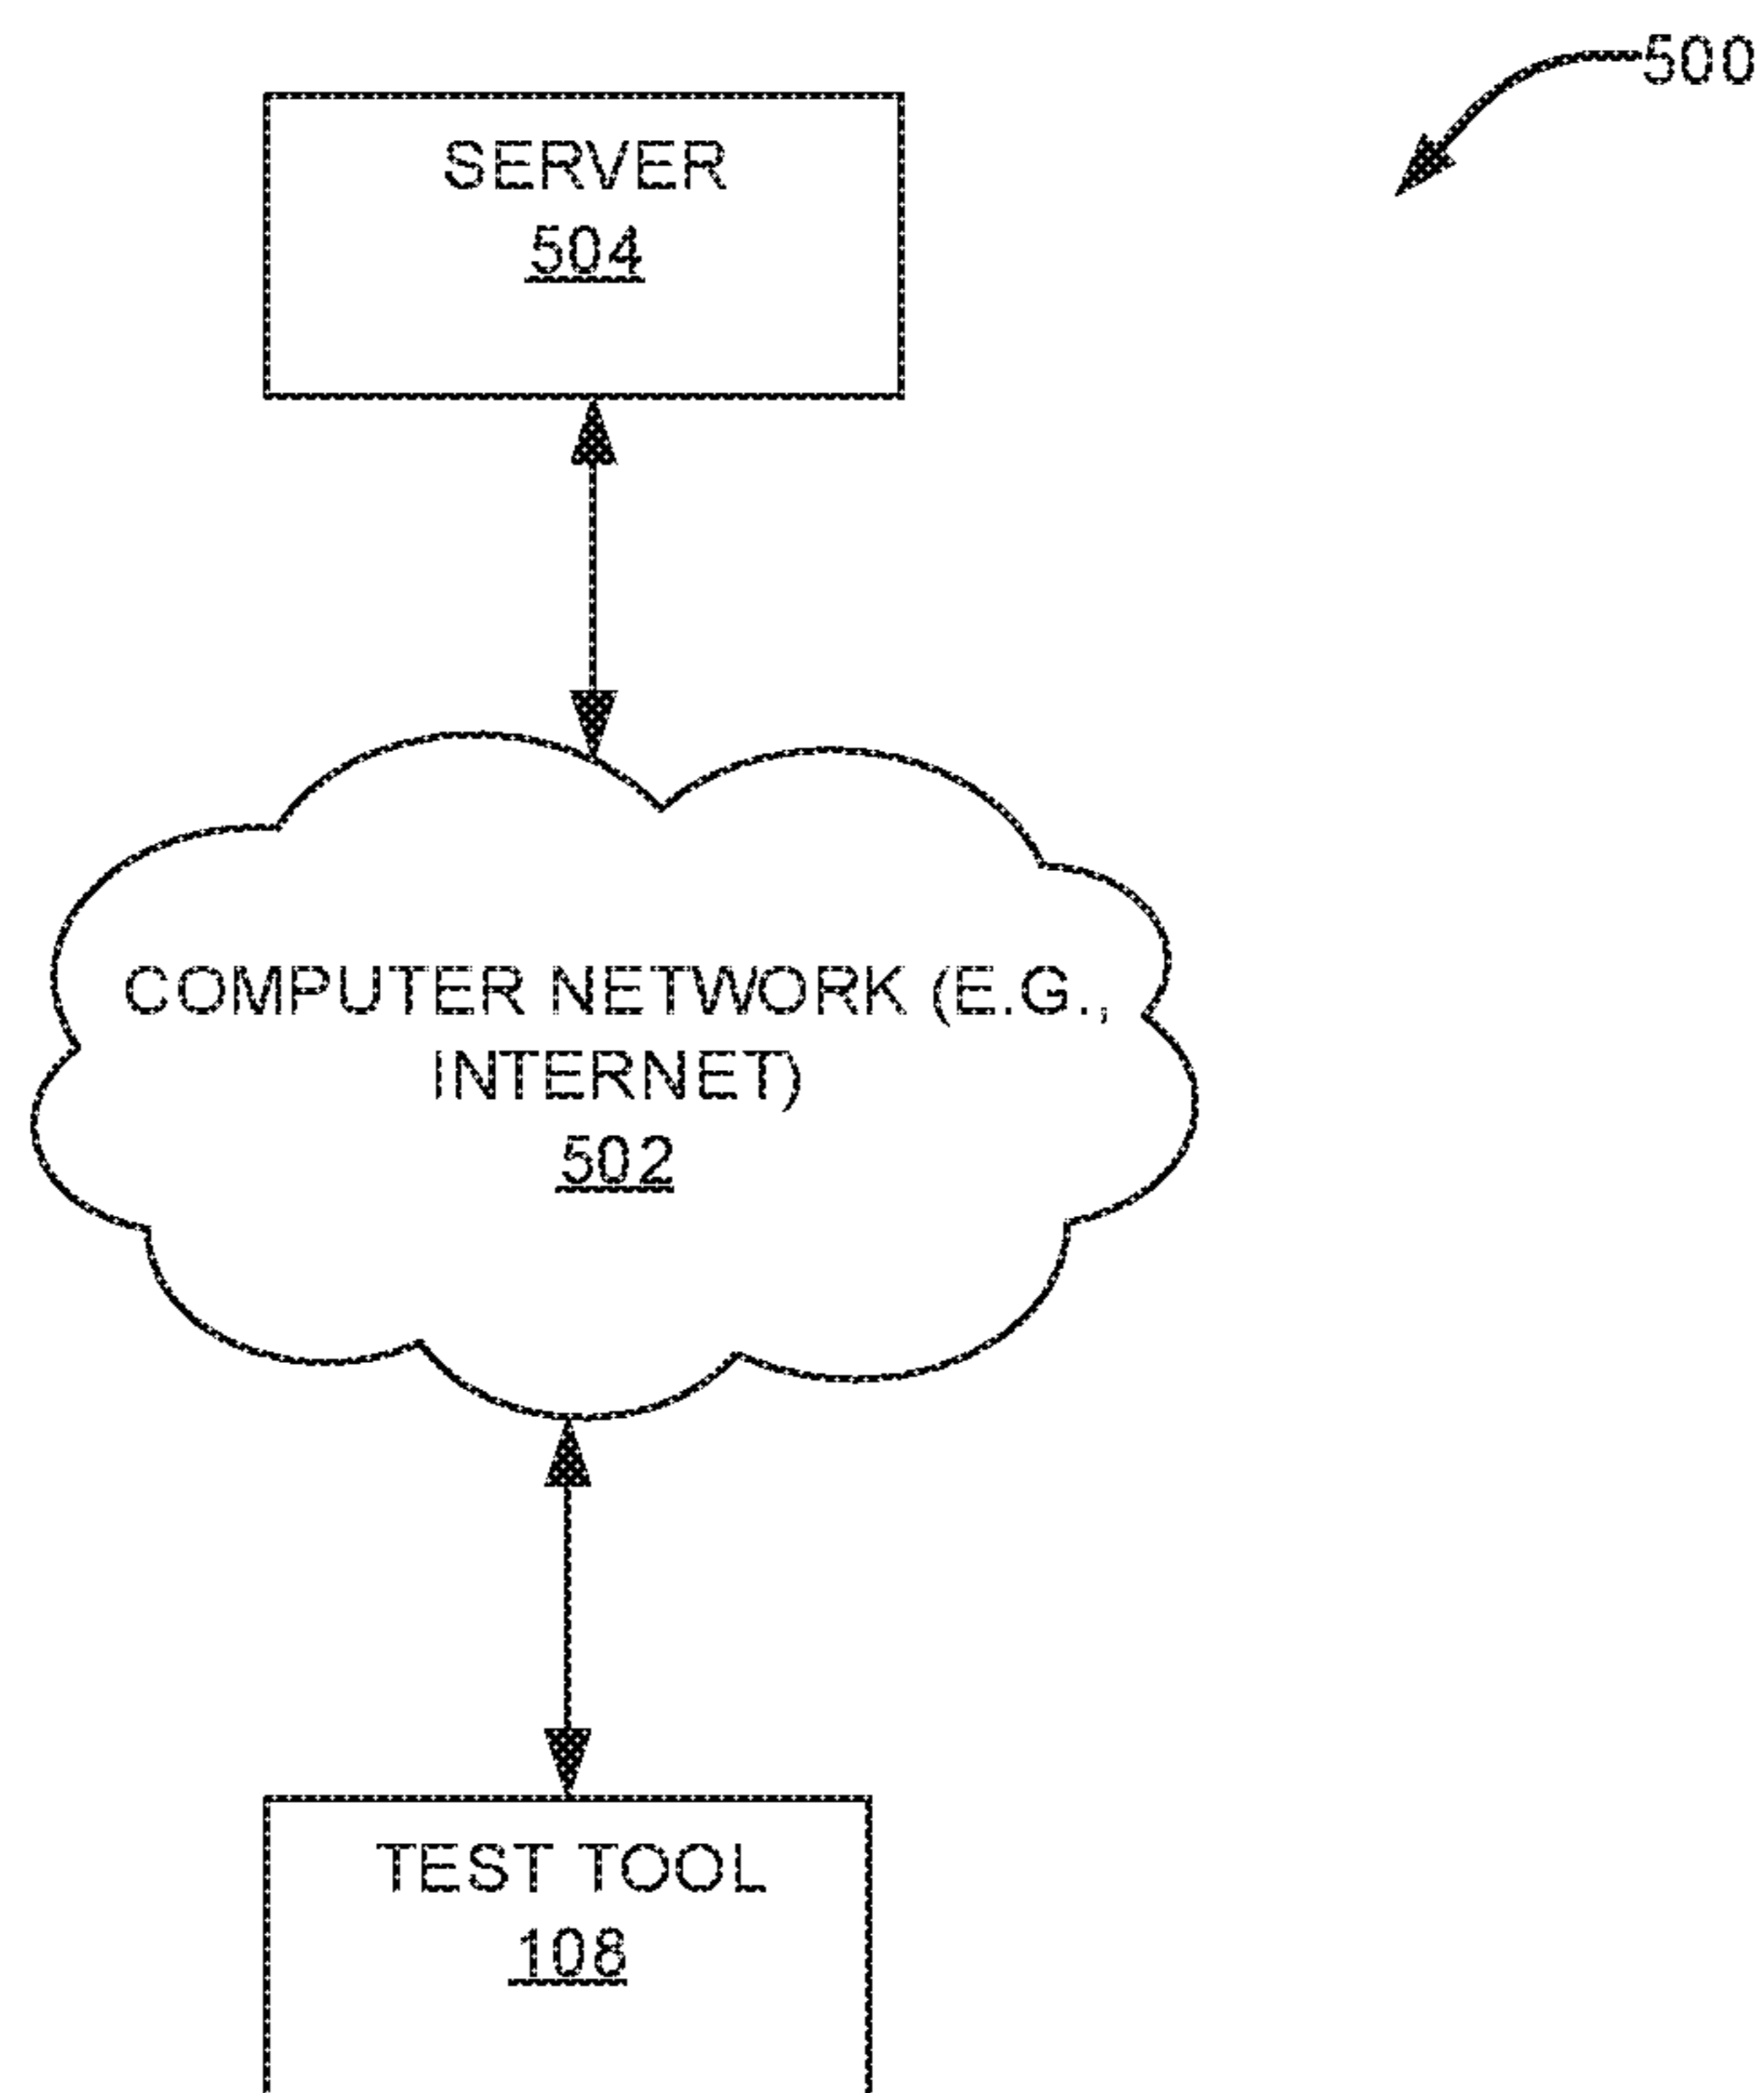 500
SERVER
504
COMPUTER NETWORK (E.G.,
INTERNET)
502
TEST TOOL
108